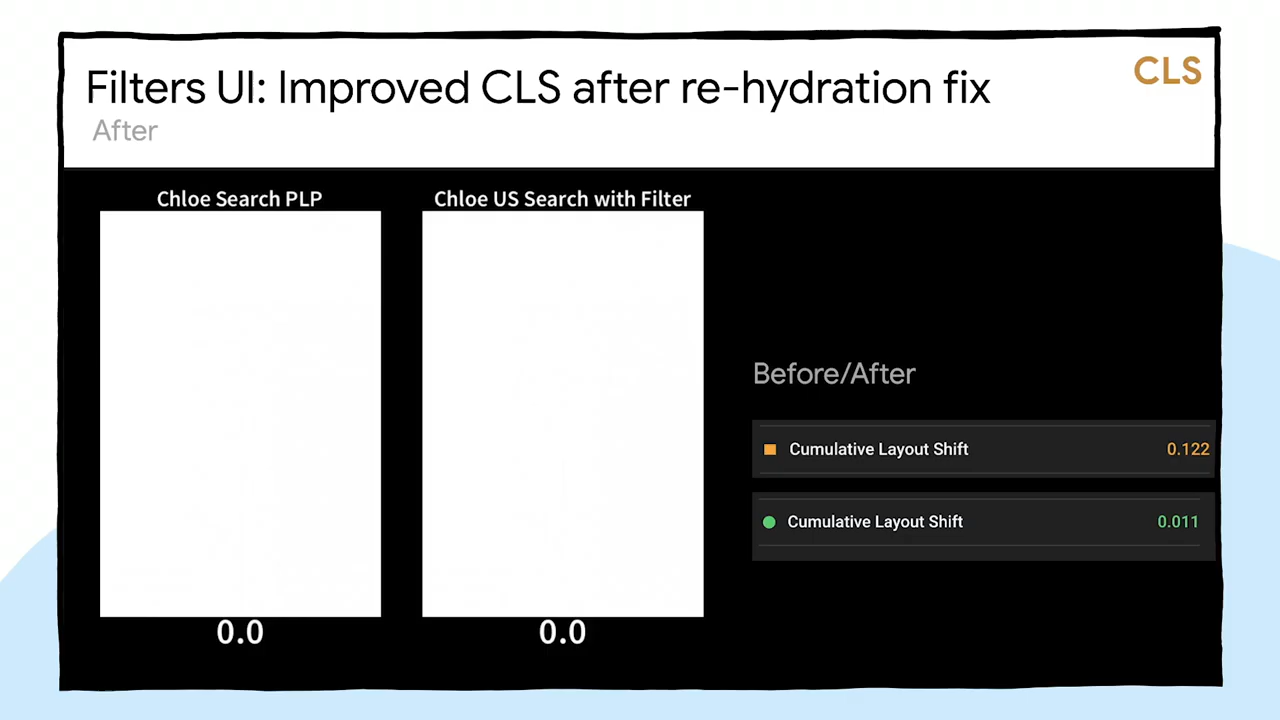 Filters UI: Improved CLS after re-hydration fix
CLS
After
Chloe Search PLP
Chloe US Search with Filter
Before/After
Cumulative Layout Shift 0.122
Cumulative Layout Shift 0.011
0.0
0.0